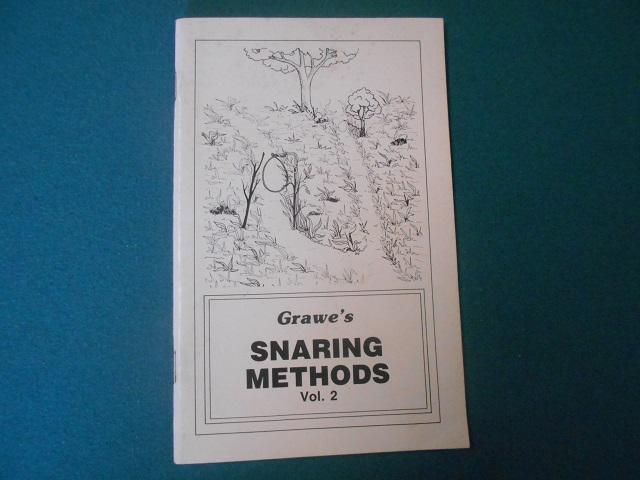 Grawe's
SNARING
METHODS
Vol. 2